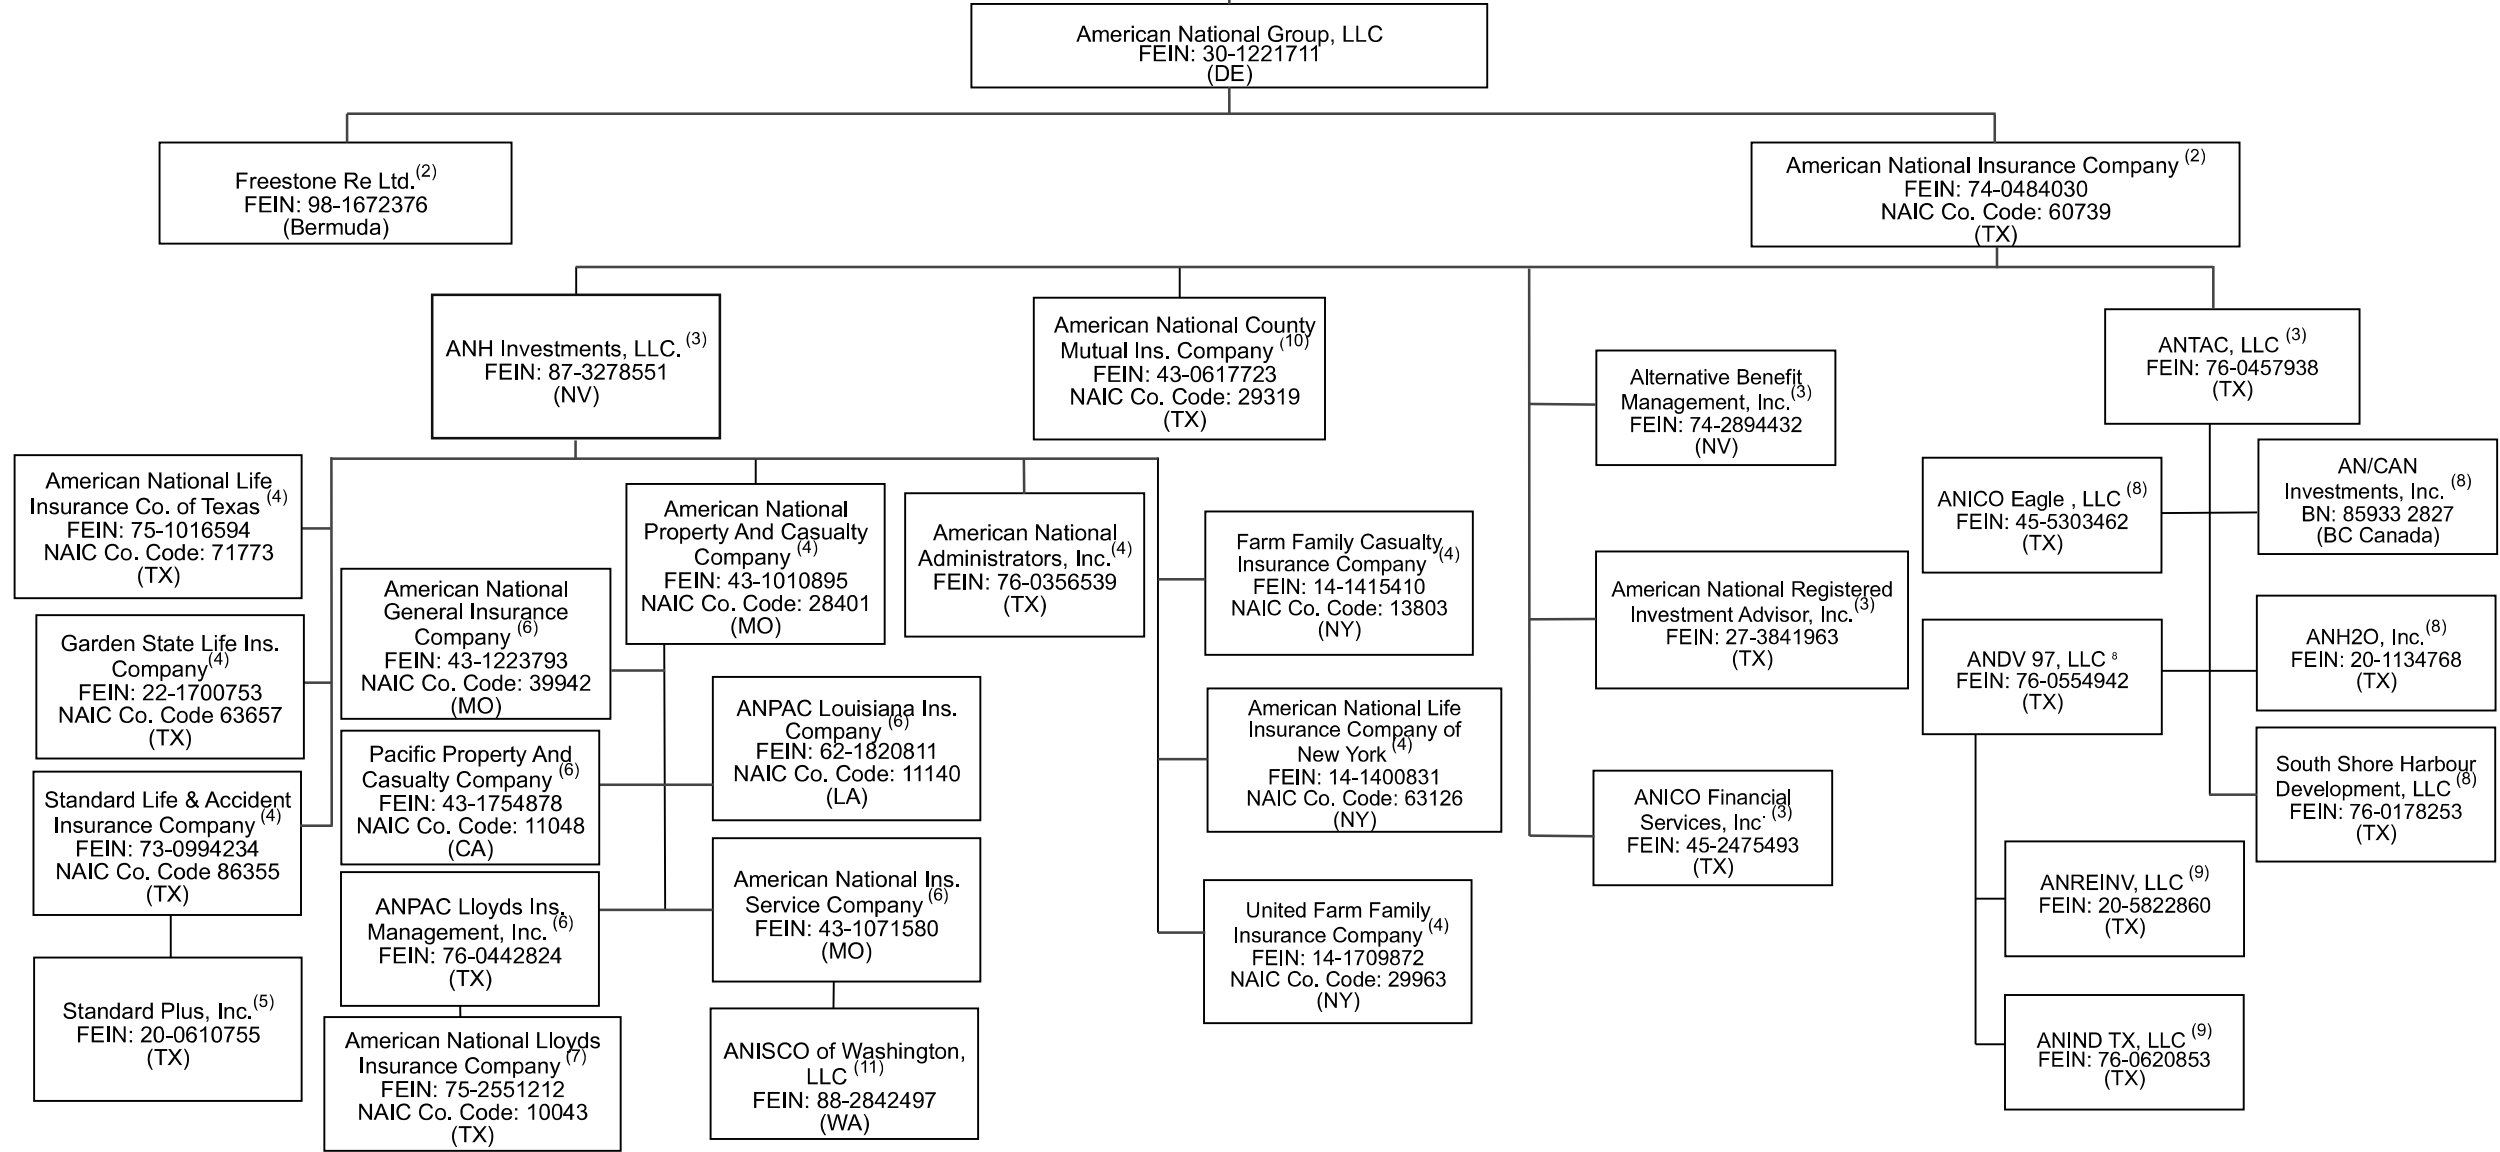 American National Group, LLC
FEIN: 30-1221711
(DE)
Freestone Re Ltd.(2)
FEIN: 98-1672376
(Bermuda)
American National Insurance Company (2)
FEIN: 74-0484030
NAIC Co. Code: 60739
(TX)
ANH Investments, LLC. (3)
FEIN: 87-3278551
(NV)
American National County
Mutual Ins. Company (10)
FEIN: 43-0617723
NAIC Co. Code: 29319
(TX)
Alternative Benefit
Management, Inc.(3)
FEIN: 74-2894432
(NV)
ANTAC, LLC (3)
FEIN: 76-0457938
(TX)
American National Life
Insurance Co. of Texas (4)
FEIN: 75-1016594
NAIC Co. Code: 71773
(TX)
American National
Property And Casualty
Company (4)
FEIN: 43-1010895
NAIC Co. Code: 28401
(MO)
American National
Administrators, Inc.(4)
FEIN: 76-0356539
(TX)
Farm Family Casualty
Insurance Company (4)
FEIN: 14-1415410
NAIC Co. Code: 13803
(NY)
ANICO Eagle , LLC (8)
FEIN: 45-5303462
(TX)
AN/CAN
Investments, Inc. (8)
BN: 85933 2827
(BC Canada)
American National
General Insurance
Company (6)
FEIN: 43-1223793
NAIC Co. Code: 39942
(MO)
American National Registered
Investment Advisor, Inc.(3)
FEIN: 27-3841963
(TX)
Garden State Life Ins.
Company(4)
FEIN: 22-1700753
NAIC Co. Code 63657
(TX)
ANDV 97, LLC 8
FEIN: 76-0554942
(TX)
ANH2O, Inc.(8)
FEIN: 20-1134768
(TX)
ANPAC Louisiana Ins.
Company (6)
FEIN: 62-1820811
NAIC Co. Code: 11140
(LA)
American National Life
Insurance Company of
New York (4)
FEIN: 14-1400831
NAIC Co. Code: 63126
(NY)
Pacific Property And
Casualty Company (6)
FEIN: 43-1754878
NAIC Co. Code: 11048
(CA)
South Shore Harbour
Development, LLC (8)
FEIN: 76-0178253
(TX)
Standard Life & Accident
Insurance Company (4)
FEIN: 73-0994234
NAIC Co. Code 86355
(TX)
ANICO Financial
Services, Inc. (3)
FEIN: 45-2475493
(TX)
American National Ins.
Service Company (6)
FEIN: 43-1071580
(MO)
ANPAC Lloyds Ins.
Management, Inc. (6)
FEIN: 76-0442824
(TX)
United Farm Family
Insurance Company (4)
FEIN: 14-1709872
NAIC Co. Code: 29963
(NY)
ANREINV, LLC (9)
FEIN: 20-5822860
(TX)
Standard Plus, Inc.(5)
FEIN: 20-0610755
(TX)
American National Lloyds
Insurance Company (7)
FEIN: 75-2551212
NAIC Co. Code: 10043
(TX)
ANISCO of Washington,
LLC (11)
FEIN: 88-2842497
(WA)
ANIND TX, LLC (9)
FEIN: 76-0620853
(TX)